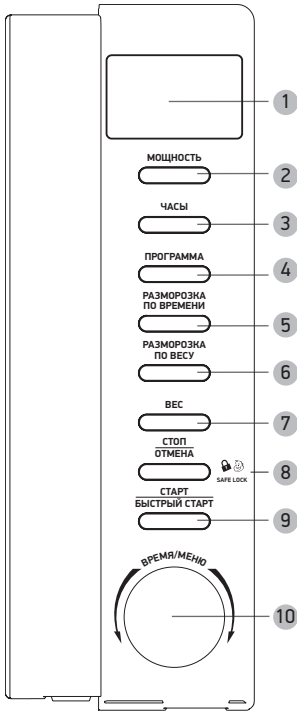 1
МОЩНОСТЬ
2
ЧАСЫ
3
ПРОГРАММА
4
РАЗМОРОЗКА
ПО ВРЕМЕНИ
5
РАЗМОРОЗКА
ПО ВЕСУ
6
ВЕС
7
СТОП
ОТМЕНА
SAFE LOCK
8
СТАРТ
БЫСТРЫЙ СТАРТ
9
ВРЕМЯ/МЕНЮ
10